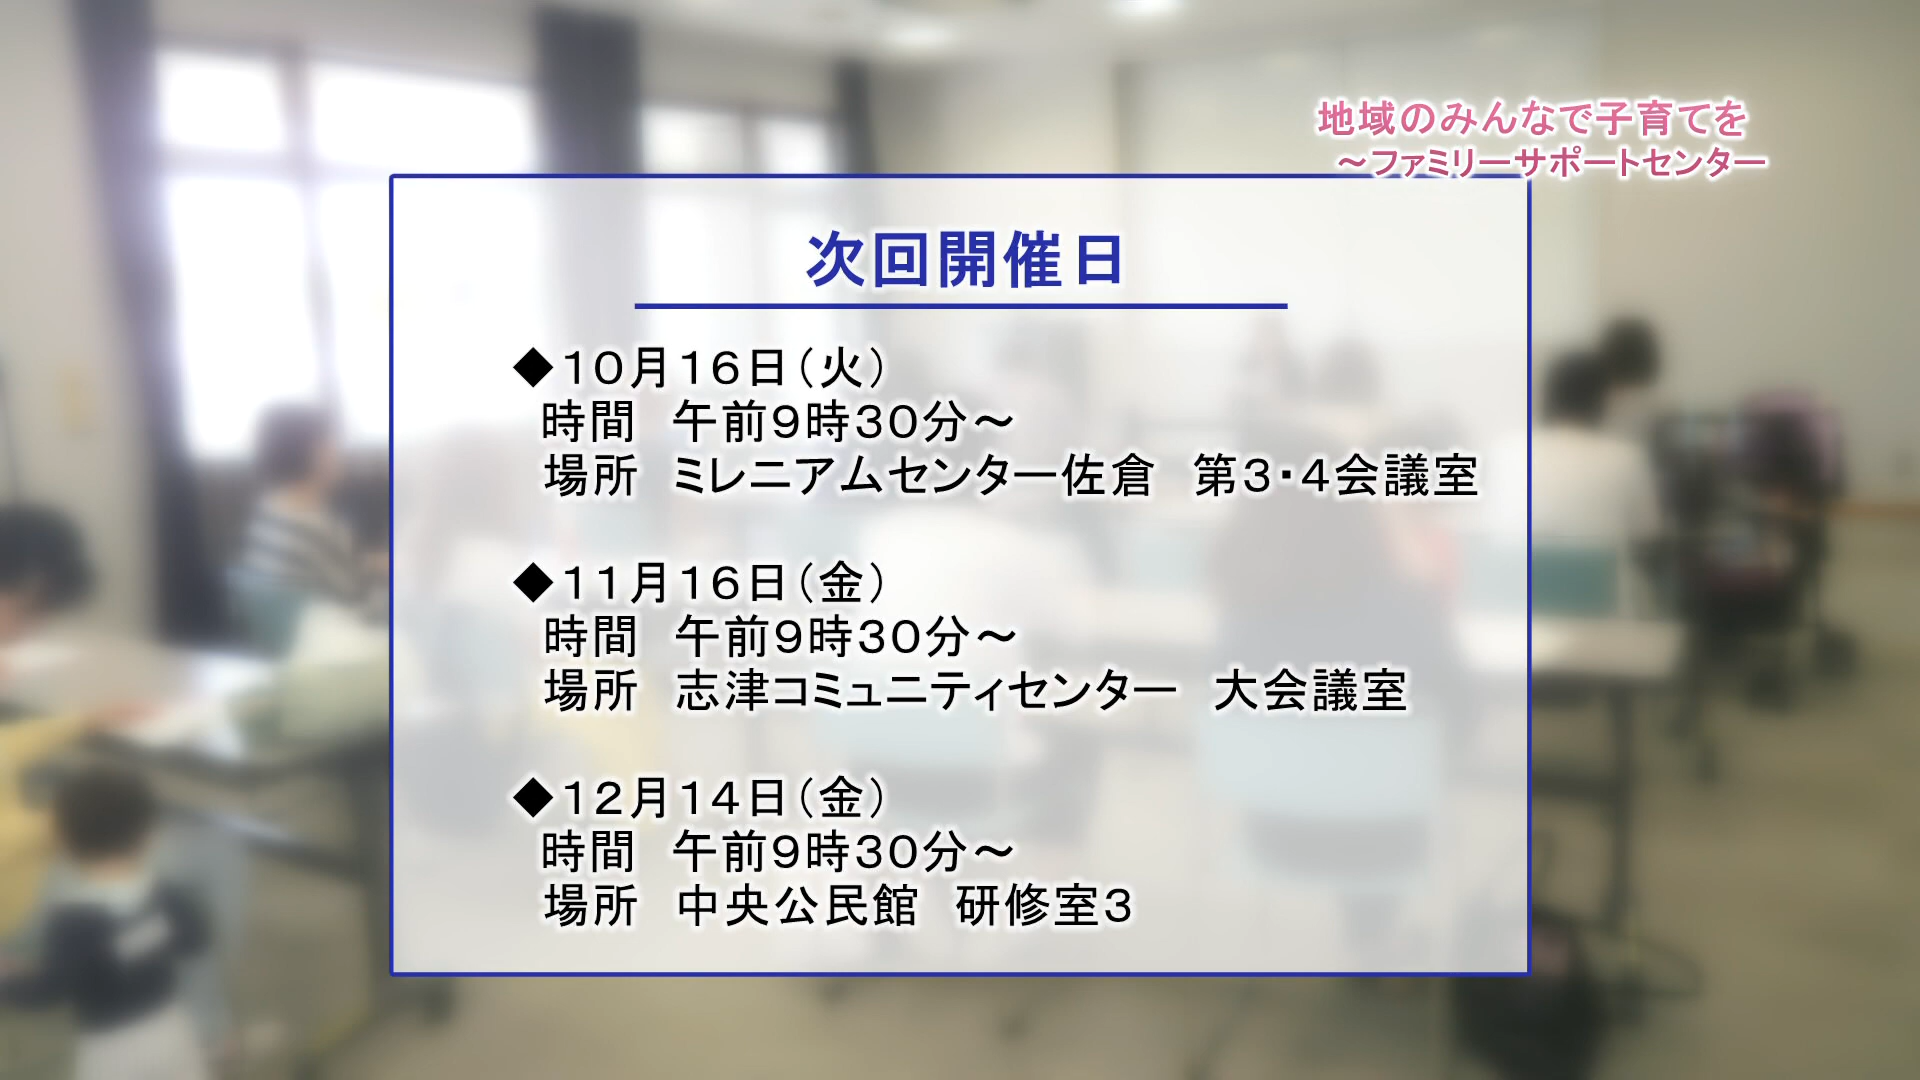 地域のみんなで子育てを
～ファミリーサポートセンター
次回開催日
◆１０月１６日（火）
時間　午前９時３０分～
場所　ミレニアムセンター佐倉　第３・４会議室
◆１１月１６日（金）
時間　午前９時３０分～
場所　志津コミュニティセンター　大会議室
◆１２月１４日（金）
時間　午前９時３０分～
場所　中央公民館　研修室３